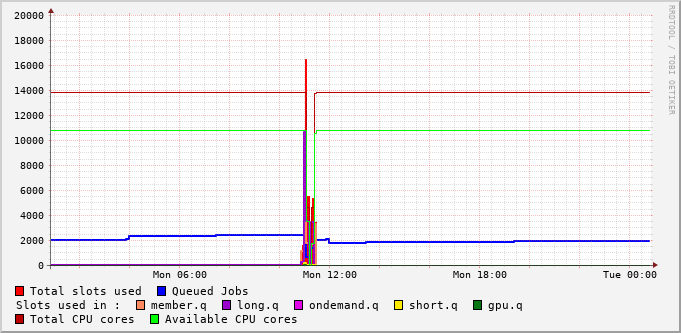 20000
18000
16000
14000
12000
10000
8000
6000
4000
2000
0
Mon 06:00 Mon 12:00 Mon 18:00 Tue 00:00
Total slots used Queued Jobs
Slots used in : member.q long.q ondemand.q short.q gpu.q
Total CPU cores Available CPU cores
RRDTOOL / TOBI OETIKER